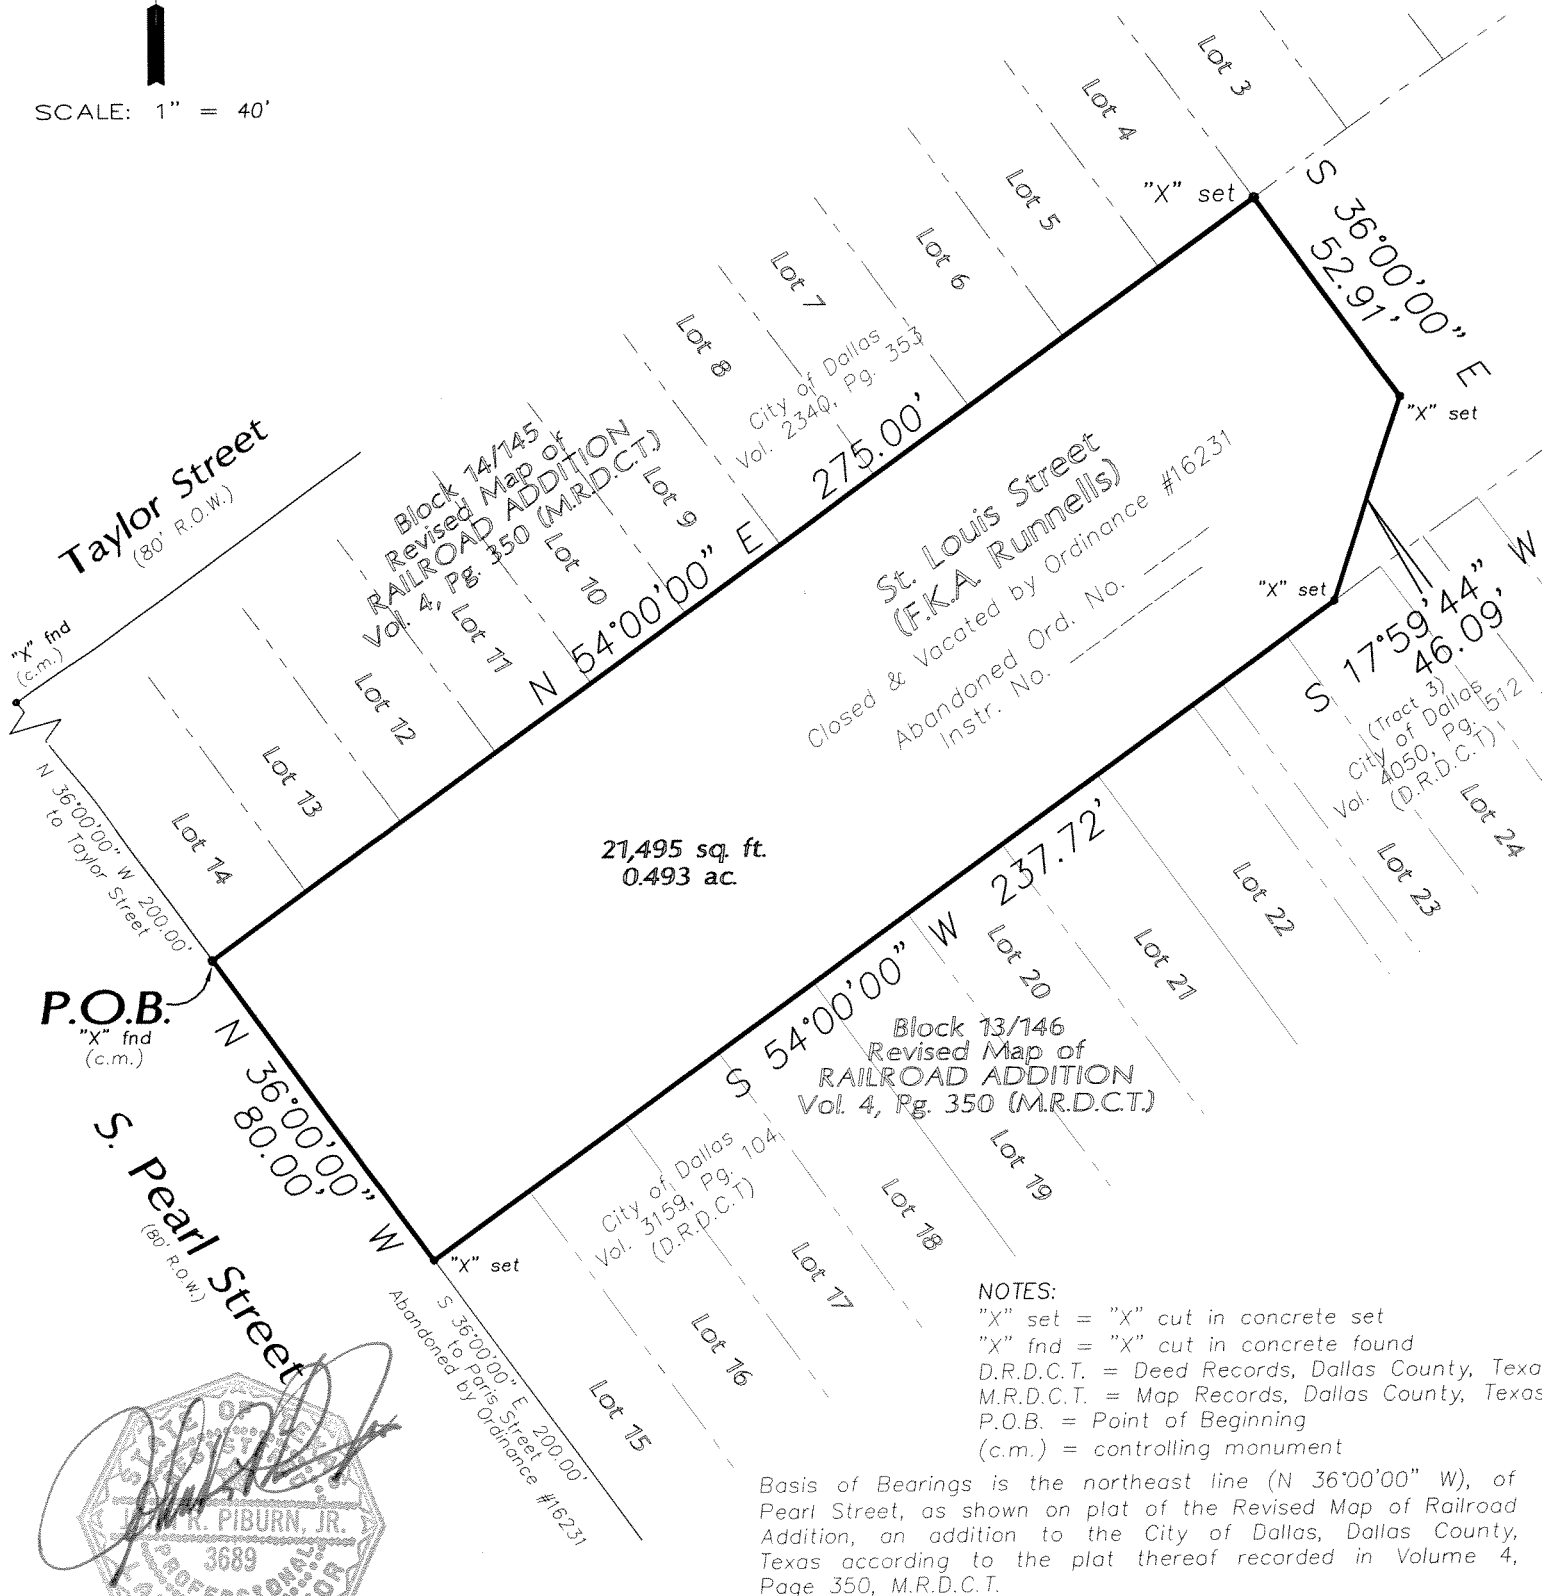 SCALE: 1" = 40'
Lot 3
Lot 4
Lot 5
Lot 6
Lot 7
Lot 8
Lot 9
Lot 10
Lot 11
Lot 12
Lot 13
Lot 14
"X" set
S 36°00'00" E
52.91'
"X" set
City of Dallas
Vol. 2340, Pg. 353
275.00'
N 54°00'00" E
Block 14/145
Revised Map of
RAILROAD ADDITION
Vol. 4, Pg. 350 (M.R.D.C.T.)
Taylor Street
(80' R.O.W.)
"X" fnd
(c.m.)
N 36°00'00" W 200.00'
to Taylor Street
St. Louis Street
(F.K.A. Runnells)
Closed & Vacated by Ordinance #16231
Abandoned Ord. No.
Instr. No.
"X" set
S 17°59'44" W
46.09'
(Tract 3)
City of Dallas
Vol. 4050, Pg. 512
(D.R.D.C.T)
21,495 sq. ft.
0.493 ac.
P.O.B.
"X" fnd
(c.m.)
N 36°00'00" W
80.00'
S. Pearl Street
(80' R.O.W.)
S 54°00'00" W 237.72'
Lot 24
Lot 23
Lot 22
Lot 21
Lot 20
Block 13/146
Revised Map of
RAILROAD ADDITION
Vol. 4, Pg. 350 (M.R.D.C.T.)
Lot 19
Lot 18
Lot 17
Lot 16
Lot 15
City of Dallas
Vol. 3159, Pg. 104
(D.R.D.C.T)
"X" set
S 36°00'00" E 200.00'
to Paris Street
Abandoned by Ordinance #16231
STATE OF TEXAS
R. PIBURN, JR.
3689
PROFESSIONAL
NOTES:
"X" set = "X" cut in concrete set
"X" fnd = "X" cut in concrete found
D.R.D.C.T. = Deed Records, Dallas County, Texa
M.R.D.C.T. = Map Records, Dallas County, Texas
P.O.B. = Point of Beginning
(c.m.) = controlling monument
Basis of Bearings is the northeast line (N 36°00'00" W), of
Pearl Street, as shown on plat of the Revised Map of Railroad
Addition, an addition to the City of Dallas, Dallas County,
Texas according to the plat thereof recorded in Volume 4,
Page 350, M.R.D.C.T.